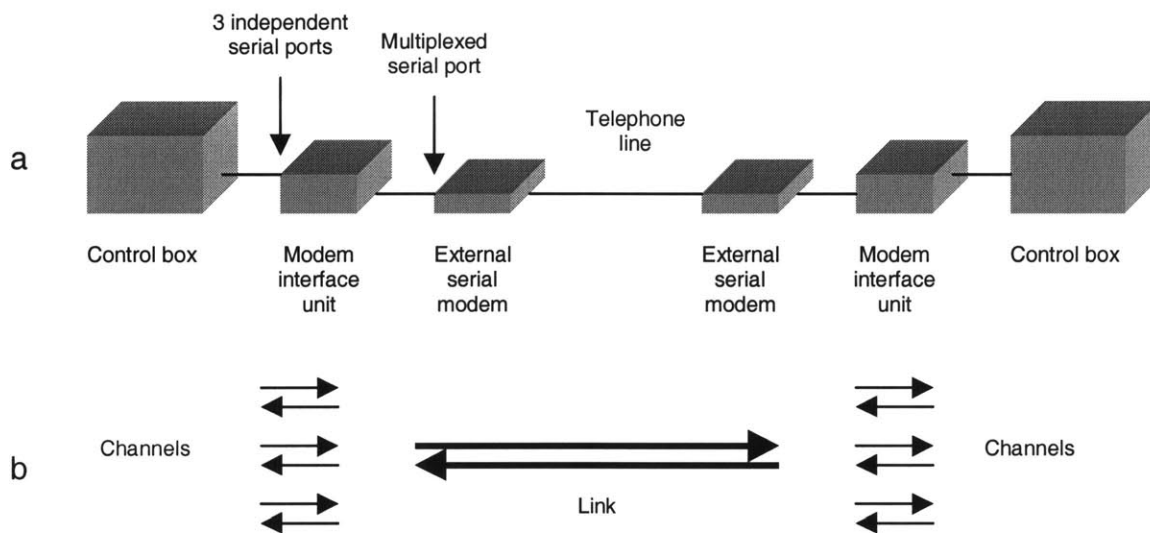 3 independent
serial ports
Multiplexed
serial port
Telephone
line
a
Control box
Modem
interface
unit
External
serial
modem
External
serial
modem
Modem
interface
unit
Control box
Channels
Channels
b
Link